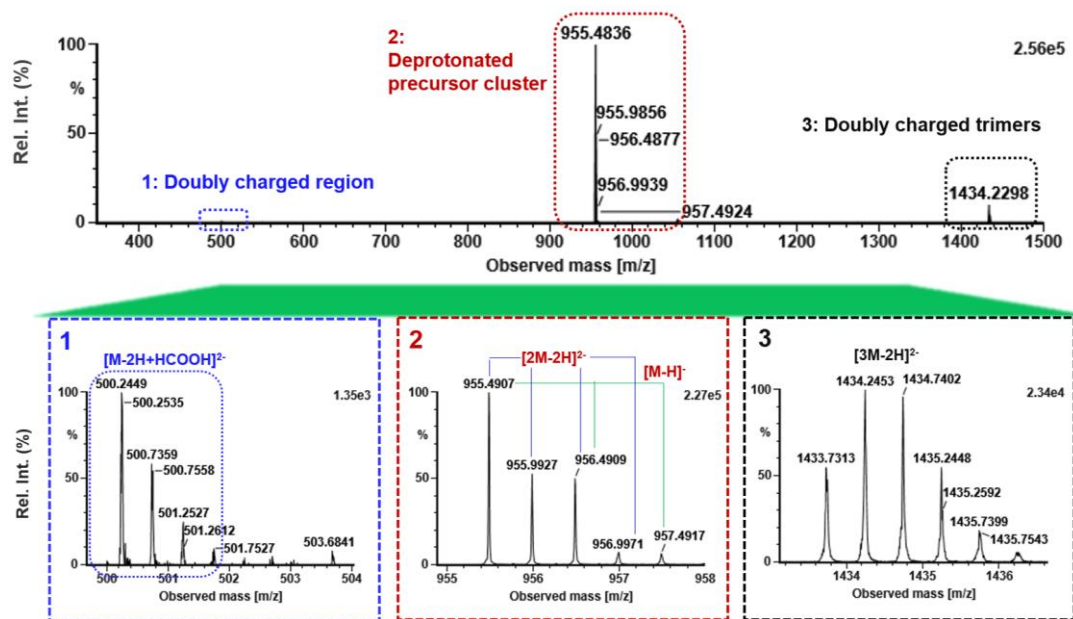 2:
Deprotonated
precursor cluster
955.4836
2.56e5
Rel. Int. (%)
100
%
50
0
955.9856
956.4877
956.9939
957.4924
1: Doubly charged region
3: Doubly charged trimers
1434.2298
400 500 600 700 800 900 1000 1100 1200 1300 1400 1500
Observed mass [m/z]
1
[M-2H+HCOOH]2-
500.2449
500.2535
1.35e3
Rel. Int. (%)
100
%
50
0
500.7359
500.7558
501.2527
501.2612
501.7527
503.6841
500 501 502 503 504
Observed mass [m/z]
2
[2M-2H]2-
[M-H]-
955.4907
2.27e5
100
%
50
0
955.9927
956.4909
956.9971
957.4917
955 956 957 958
Observed mass [m/z]
3
[3M-2H]2-
1434.2453
1434.7402
2.34e4
100
%
50
0
1433.7313
1435.2448
1435.2592
1435.7399
1435.7543
1434 1435 1436
Observed mass [m/z]